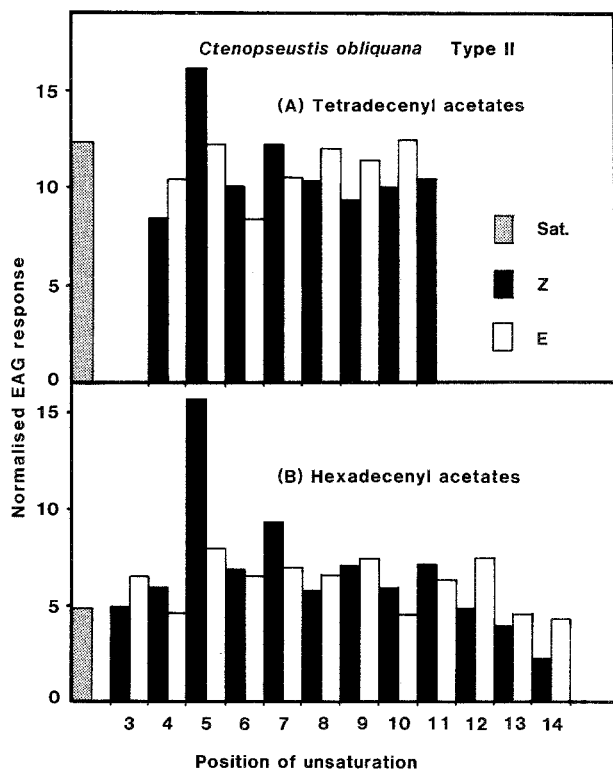 Ctenopseustis obliquana Type II
(A) Tetradecenyl acetates
15
10
5
0
Sat.
Z
E
Normalised EAG response
(B) Hexadecenyl acetates
15
10
5
0
3 4 5 6 7 8 9 10 11 12 13 14
Position of unsaturation